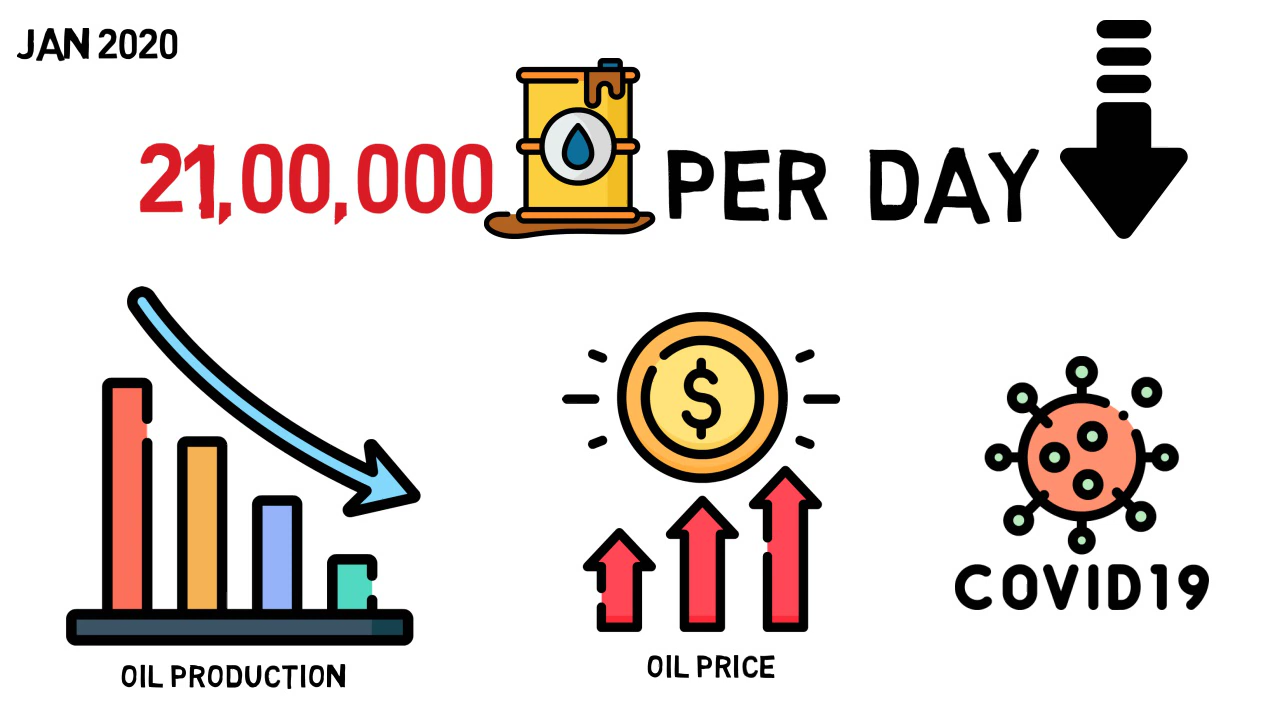 JAN 2020
21,00,000 PER DAY
$
OIL PRODUCTION
OIL PRICE
COVID19